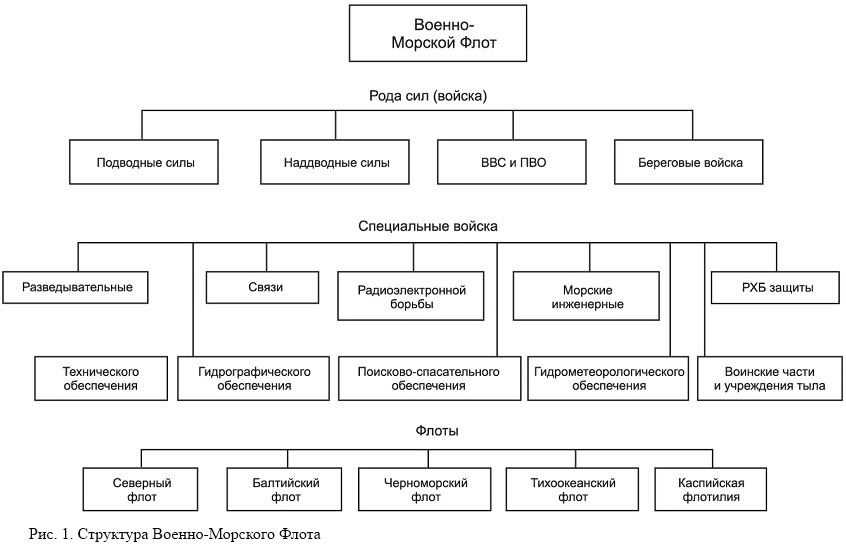 Военно-
Морской Флот
Рода сил (войска)
Подводные силы
Наддводные силы
ВВС и ПВО
Береговые войска
Специальные войска
Разведывательные
Связи
Радиоэлектронной
борьбы
Морские
инженерные
РХБ защиты
Технического
обеспечения
Гидрографического
обеспечения
Поисково-спасательного
обеспечения
Гидрометеорологического
обеспечения
Воинские части
и учреждения тыла
Флоты
Северный
флот
Балтийский
флот
Черноморский
флот
Тихоокеанский
флот
Каспийская
флотилия
Рис. 1. Структура Военно-Морского Флота